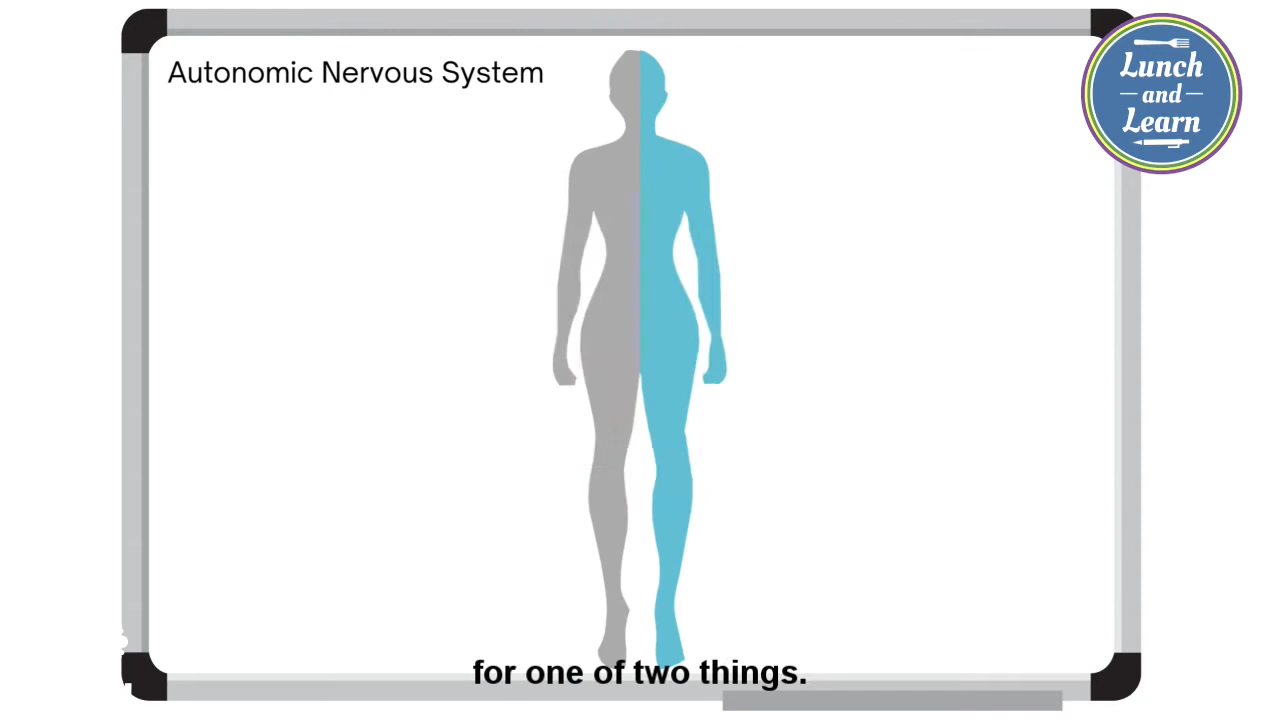 Autonomic Nervous System
Lunch
and
Learn
for one of two things.